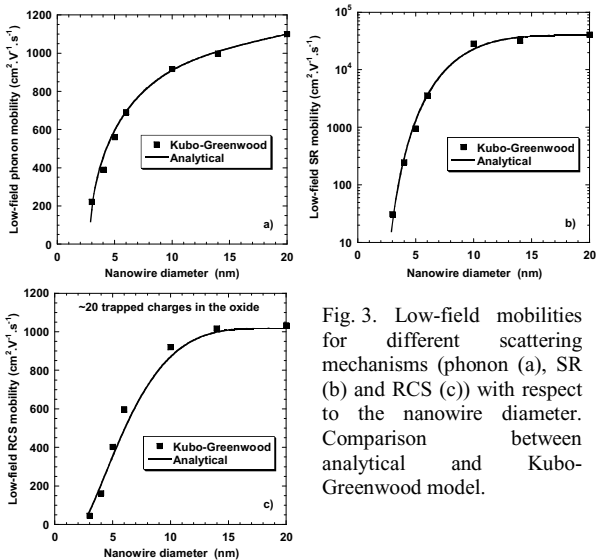 Low-field phonon mobility (cm².V⁻¹.s⁻¹)
1200
1000
800
600
400
200
0
Kubo-Greenwood
Analytical
a)
0 5 10 15 20
Nanowire diameter (nm)
Low-field SR mobility (cm².V⁻¹.s⁻¹)
10⁵
10⁴
1000
100
10
Kubo-Greenwood
Analytical
b)
0 5 10 15 20
Nanowire diameter (nm)
Low-field RCS mobility (cm².V⁻¹.s⁻¹)
1200
1000
800
600
400
200
0
~20 trapped charges in the oxide
Kubo-Greenwood
Analytical
c)
0 5 10 15 20
Nanowire diameter (nm)
Fig. 3. Low-field mobilities
for different scattering
mechanisms (phonon (a), SR
(b) and RCS (c)) with respect
to the nanowire diameter.
Comparison between
analytical and Kubo-
Greenwood model.